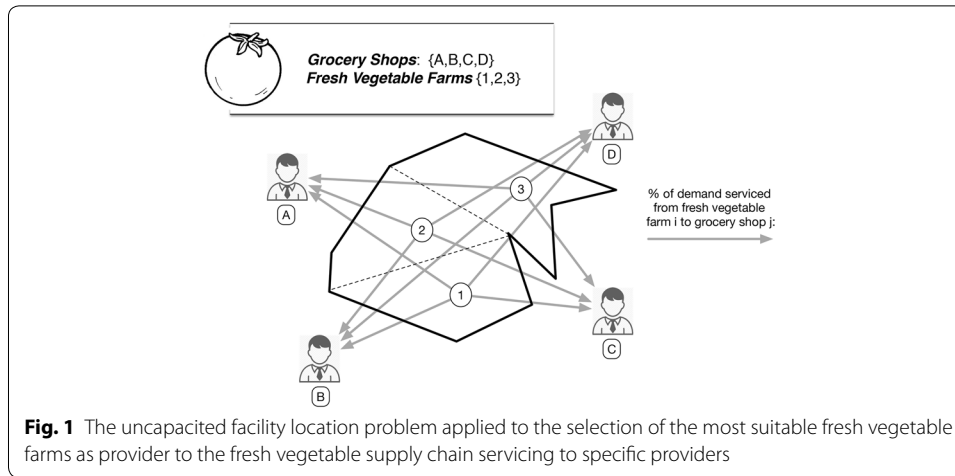 Grocery Shops: {A,B,C,D}
Fresh Vegetable Farms {1,2,3}
D
A
3
2
1
% of demand serviced
from fresh vegetable
farm i to grocery shop j:
C
B
Fig. 1 The uncapacited facility location problem applied to the selection of the most suitable fresh vegetable
farms as provider to the fresh vegetable supply chain servicing to specific providers